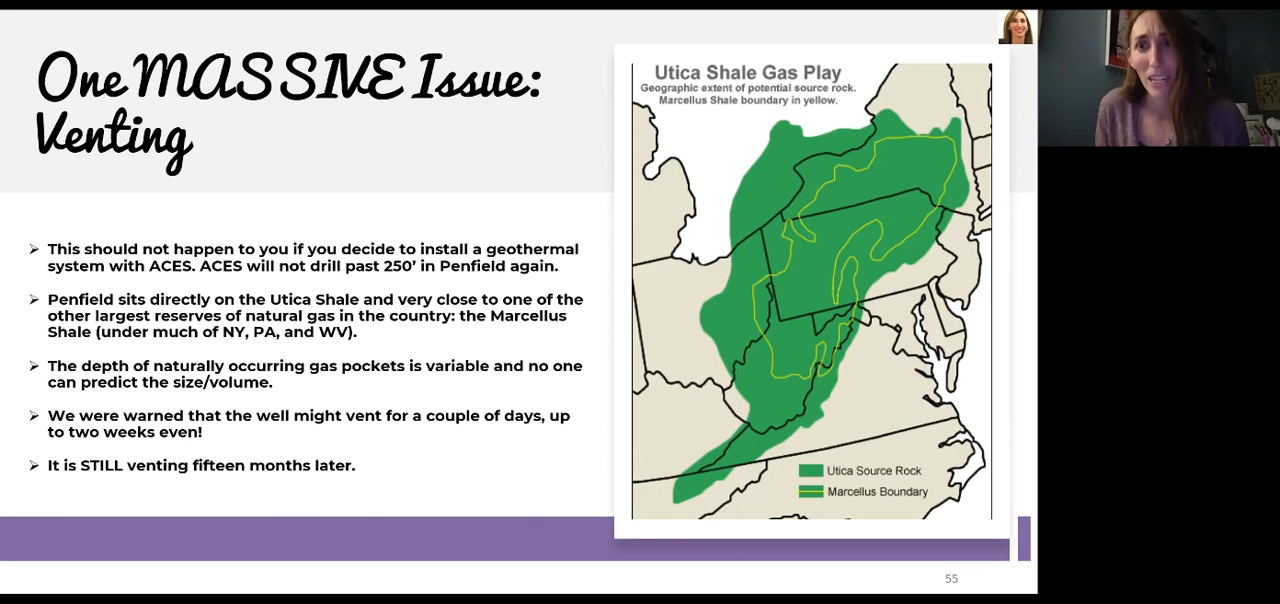 One MASSIVE Issue:
Venting
This should not happen to you if you decide to install a geothermal
system with ACES. ACES will not drill past 250’ in Penfield again.
Penfield sits directly on the Utica Shale and very close to one of the
other largest reserves of natural gas in the country: the Marcellus
Shale (under much of NY, PA, and WV).
The depth of naturally occurring gas pockets is variable and no one
can predict the size/volume.
We were warned that the well might vent for a couple of days, up
to two weeks even!
It is STILL venting fifteen months later.
Utica Shale Gas Play
Geographic extent of potential source rock.
Marcellus Shale boundary in yellow.
Utica Source Rock
Marcellus Boundary
55